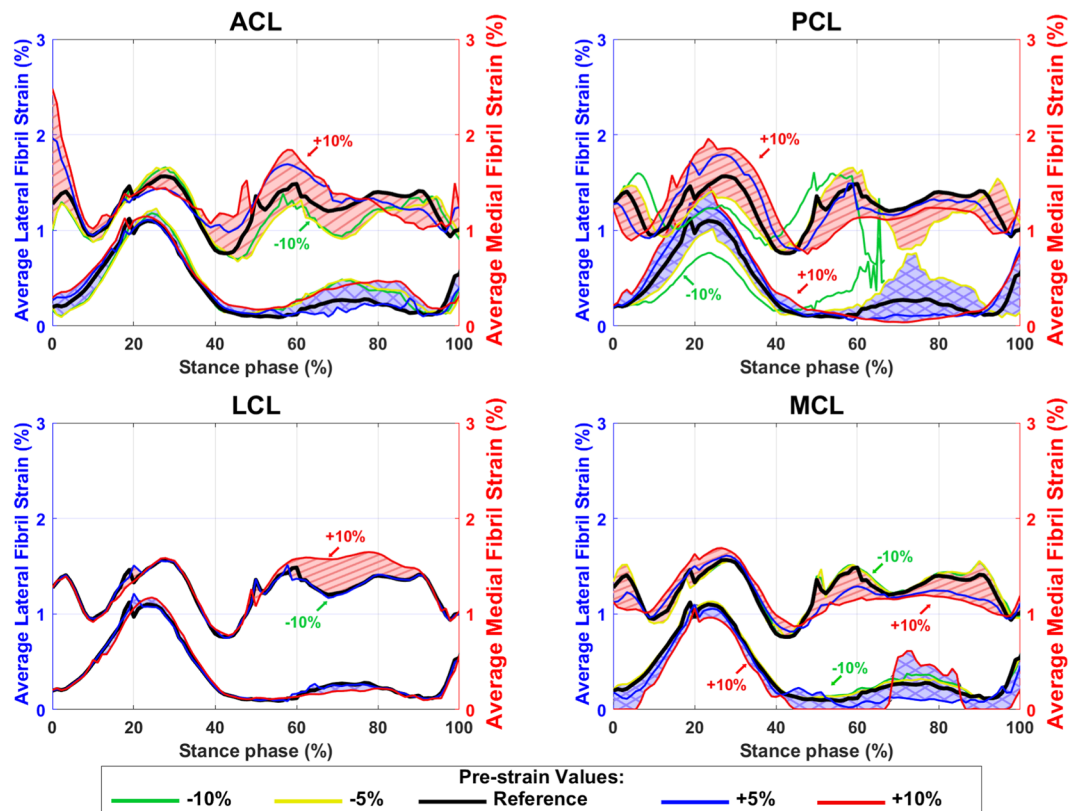 ACL
Average Lateral Fibril Strain (%)
3
2
1
0
+10%
-10%
3
2
1
0
Average Medial Fibril Strain (%)
0 20 40 60 80 100
Stance phase (%)
PCL
Average Lateral Fibril Strain (%)
3
2
1
0
+10%
-10%
+10%
3
2
1
0
Average Medial Fibril Strain (%)
0 20 40 60 80 100
Stance phase (%)
LCL
Average Lateral Fibril Strain (%)
3
2
1
0
+10%
-10%
3
2
1
0
Average Medial Fibril Strain (%)
0 20 40 60 80 100
Stance phase (%)
MCL
Average Lateral Fibril Strain (%)
3
2
1
0
-10%
+10%
-10%
+10%
3
2
1
0
Average Medial Fibril Strain (%)
0 20 40 60 80 100
Stance phase (%)
Pre-strain Values:
-10% -5% Reference +5% +10%